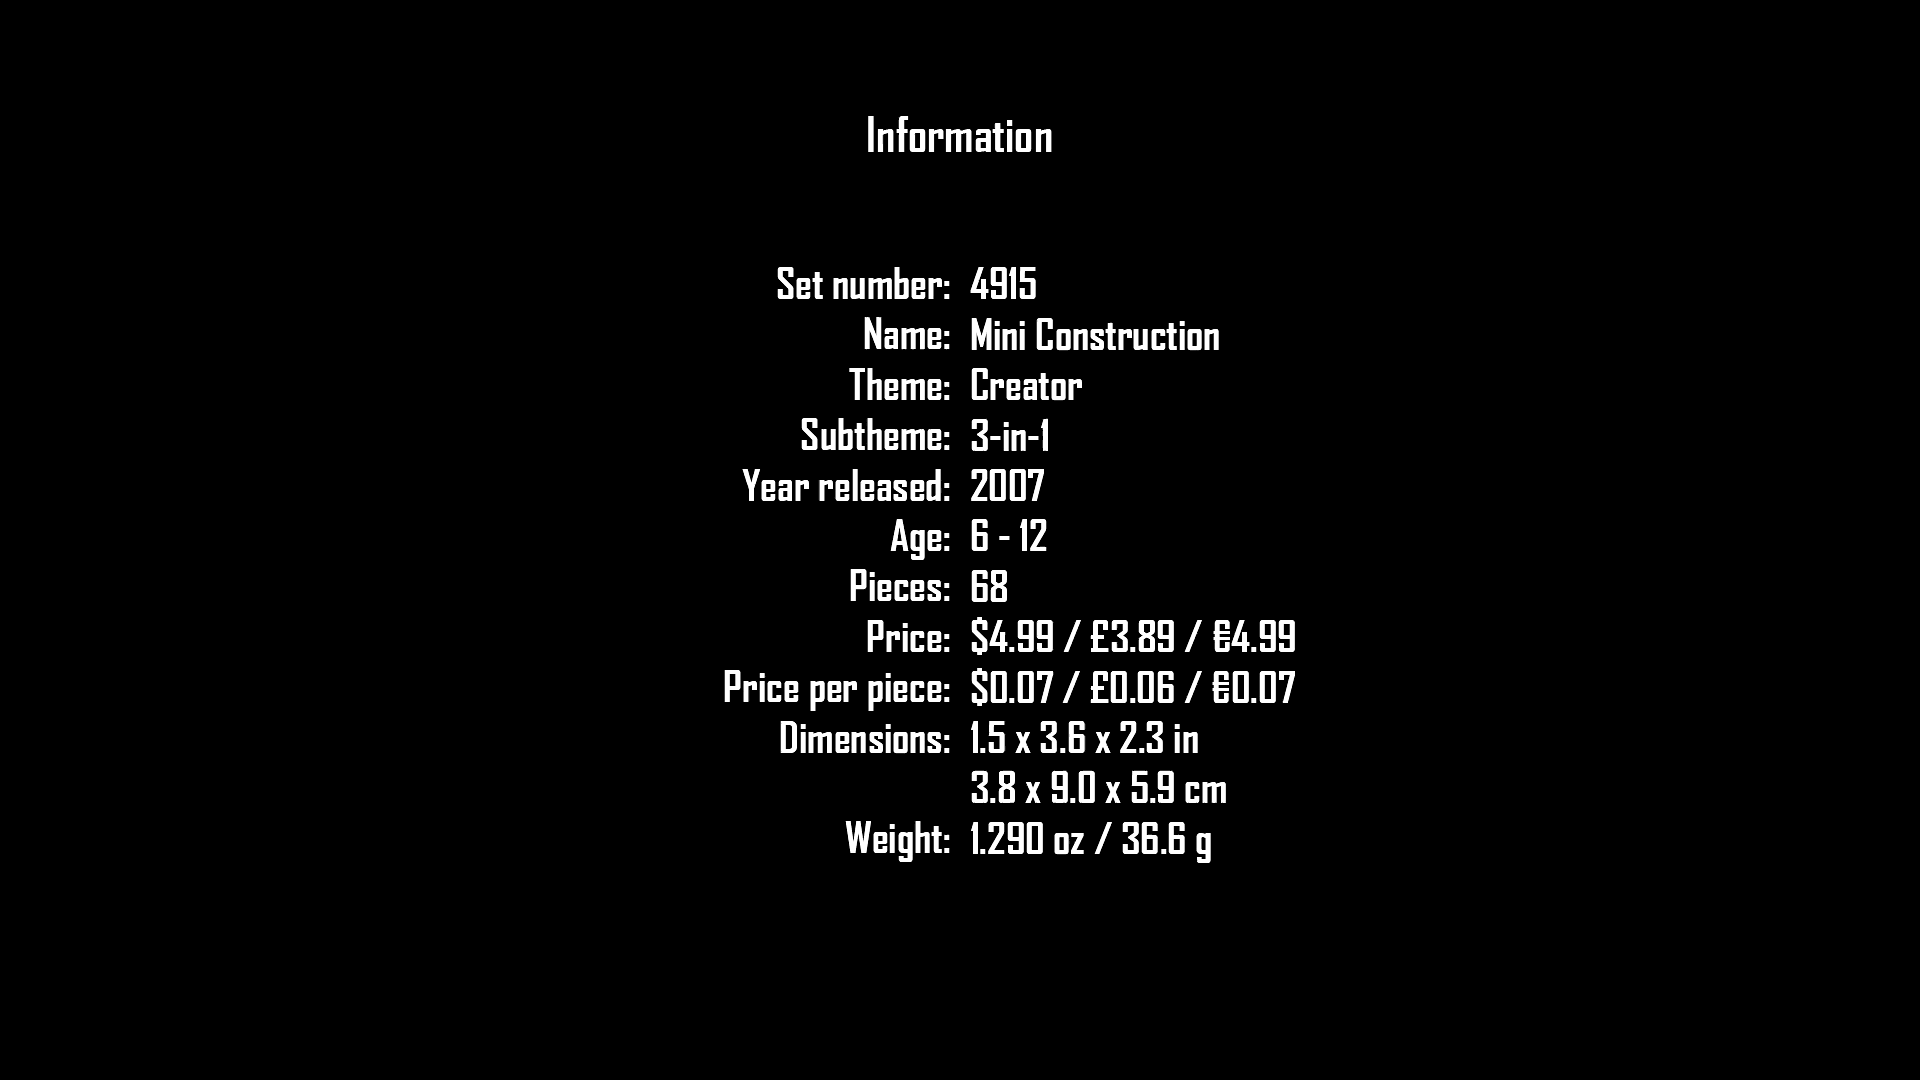 Information
Set number: 4915
Name: Mini Construction
Theme: Creator
Subtheme: 3-in-1
Year released: 2007
Age: 6 - 12
Pieces: 68
Price: $4.99 / £3.89 / €4.99
Price per piece: $0.07 / £0.06 / €0.07
Dimensions: 1.5 x 3.6 x 2.3 in
3.8 x 9.0 x 5.9 cm
Weight: 1.290 oz / 36.6 g